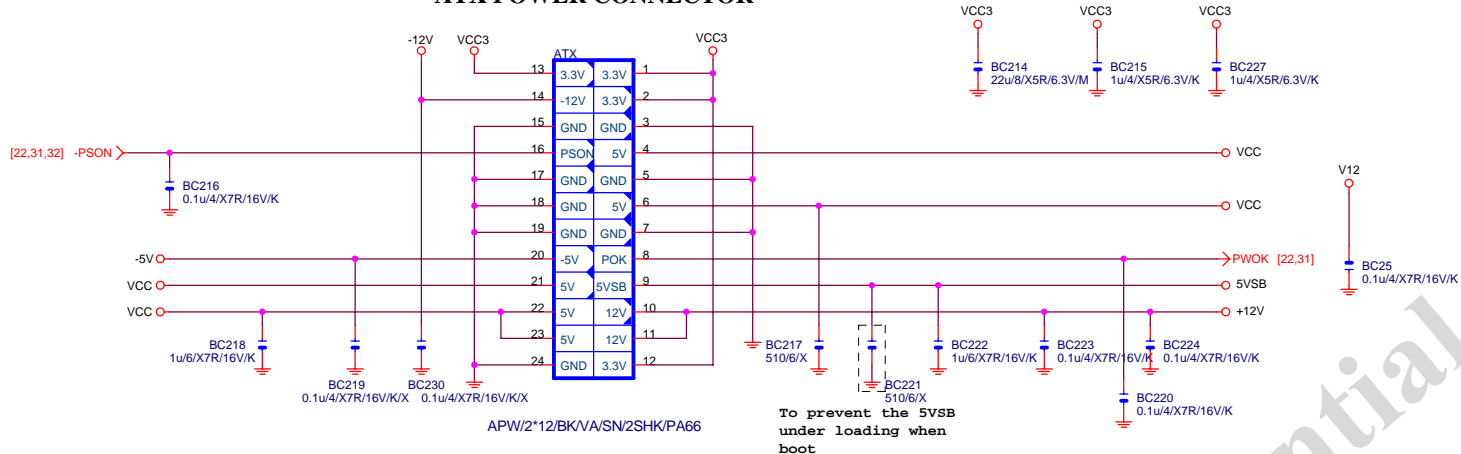 ATX POWER CONNECTOR
-12V
VCC3
VCC3
VCC3
VCC3
VCC3
ATX
13 3.3V 3.3V 1
14 -12V 3.3V 2
15 GND GND 3
16 PSON 5V 4
17 GND GND 5
18 GND 5V 6
19 GND GND 7
20 -5V POK 8
21 5V 5VSB 9
22 5V 12V 10
23 5V 12V 11
24 GND 3.3V 12
BC214
22u/8/X5R/6.3V/M
BC215
1u/4/X5R/6.3V/K
BC227
1u/4/X5R/6.3V/K
[22,31,32] -PSON
BC216
0.1u/4/X7R/16V/K
VCC
VCC
V12
-5V
VCC
VCC
PWOK [22,31]
5VSB
+12V
BC25
0.1u/4/X7R/16V/K
BC218
1u/6/X7R/16V/K
BC219
0.1u/4/X7R/16V/K/X
BC230
0.1u/4/X7R/16V/K/X
BC217
510/6/X
BC221
510/6/X
BC222
1u/6/X7R/16V/K
BC223
0.1u/4/X7R/16V/K
BC224
0.1u/4/X7R/16V/K
BC220
0.1u/4/X7R/16V/K
APW/2*12/BK/VA/SN/2SHK/PA66
To prevent the 5VSB
under loading when
boot
ential